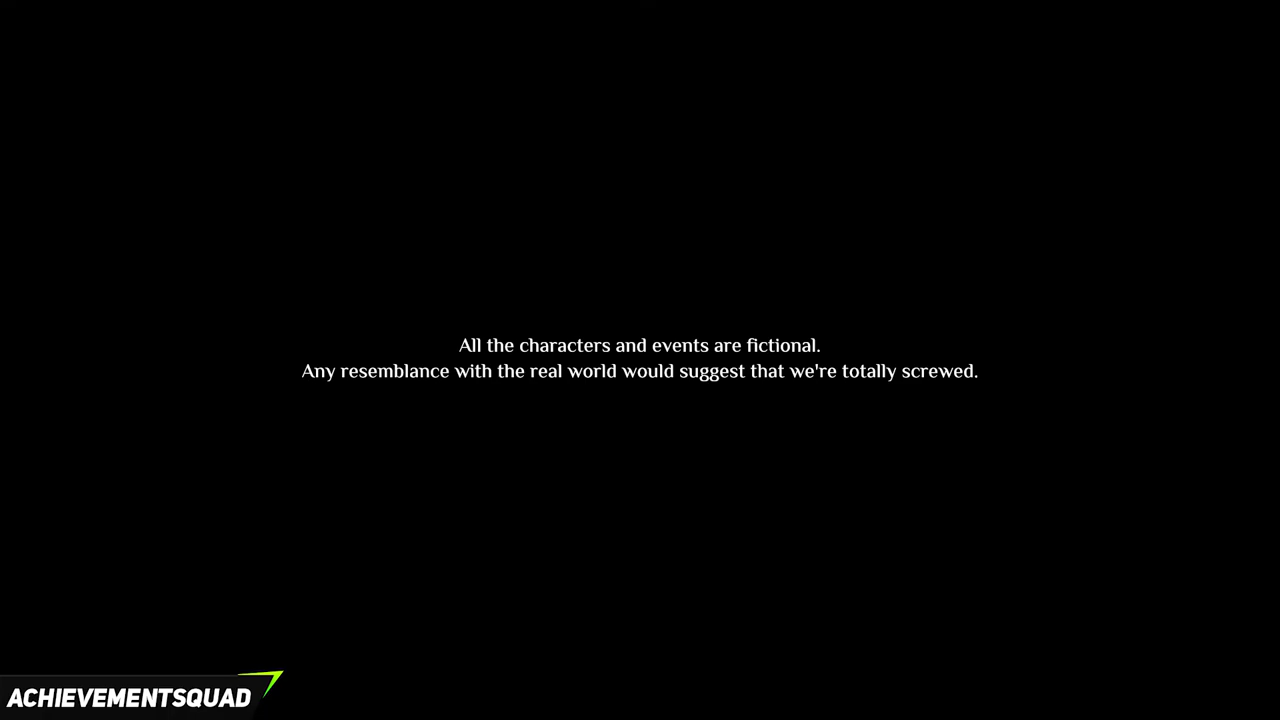 All the characters and events are fictional.
Any resemblance with the real world would suggest that we're totally screwed.
ACHIEVEMENTSQUAD